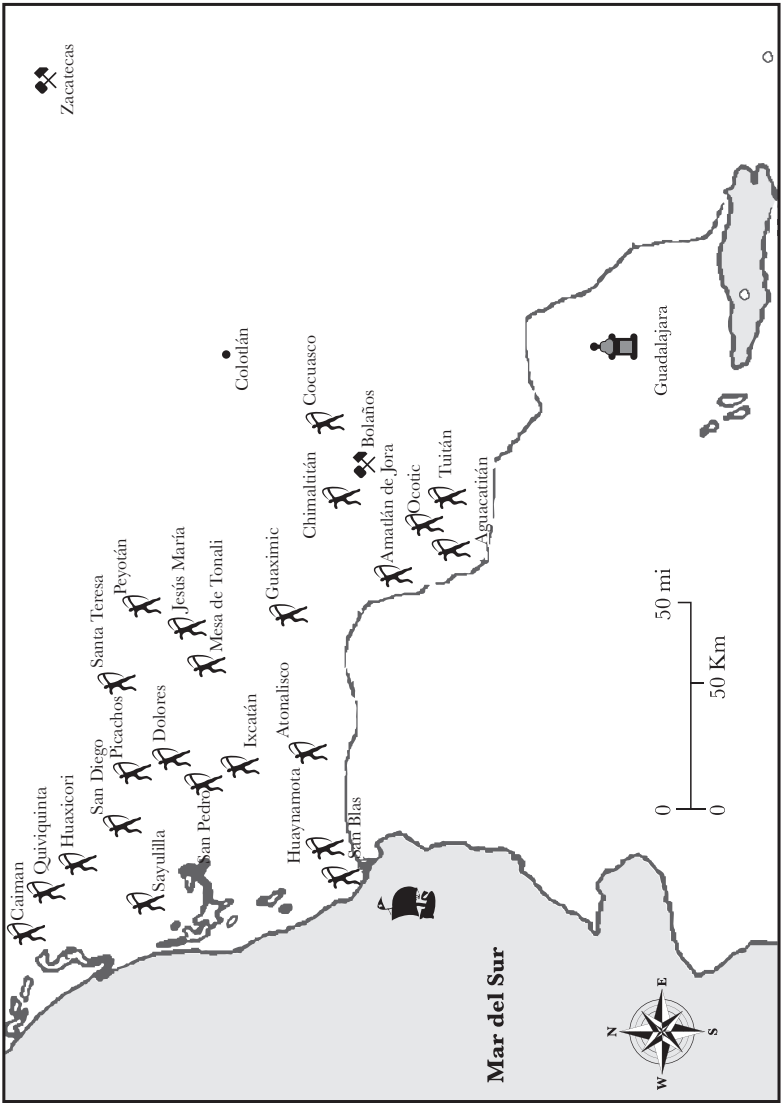 Zacatecas
Colotlán
Cocuasco
Bolaños
Chimaltitán
Amatlán de Jora
Ocotic
Tuitán
Aguacatitán
Guadalajara
Peyotán
Santa Teresa
Jesús María
Mesa de Tonali
Guaximic
Picachos
San Diego
Dolores
Ixcatán
Atonalisco
San Pedro
Huaynamota
San Blas
Caiman
Quiviquinta
Huaxicori
Sayulilla
Mar del Sur
0 50 mi
0 50 Km
N
W E
S